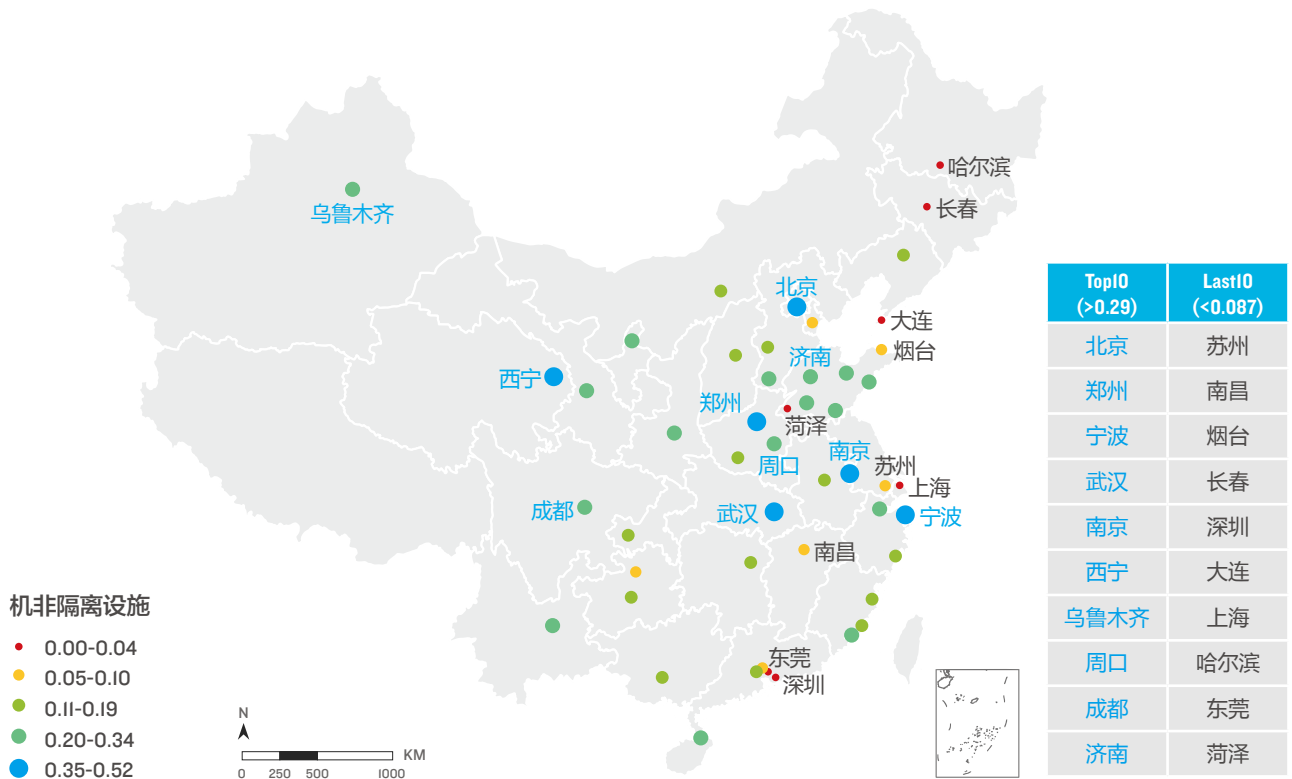 哈尔滨
长春
乌鲁木齐
北京
大连
烟台
济南
西宁
郑州
菏泽
周口
南京
苏州
上海
成都
武汉
宁波
南昌
东莞
深圳
机非隔离设施
0.00-0.04
0.05-0.10
0.11-0.19
0.20-0.34
0.35-0.52
N
KM
0 250 500 1000
Top10 Last10
(>0.29) (<0.087)
北京 苏州
郑州 南昌
宁波 烟台
武汉 长春
南京 深圳
西宁 大连
乌鲁木齐 上海
周口 哈尔滨
成都 东莞
济南 菏泽